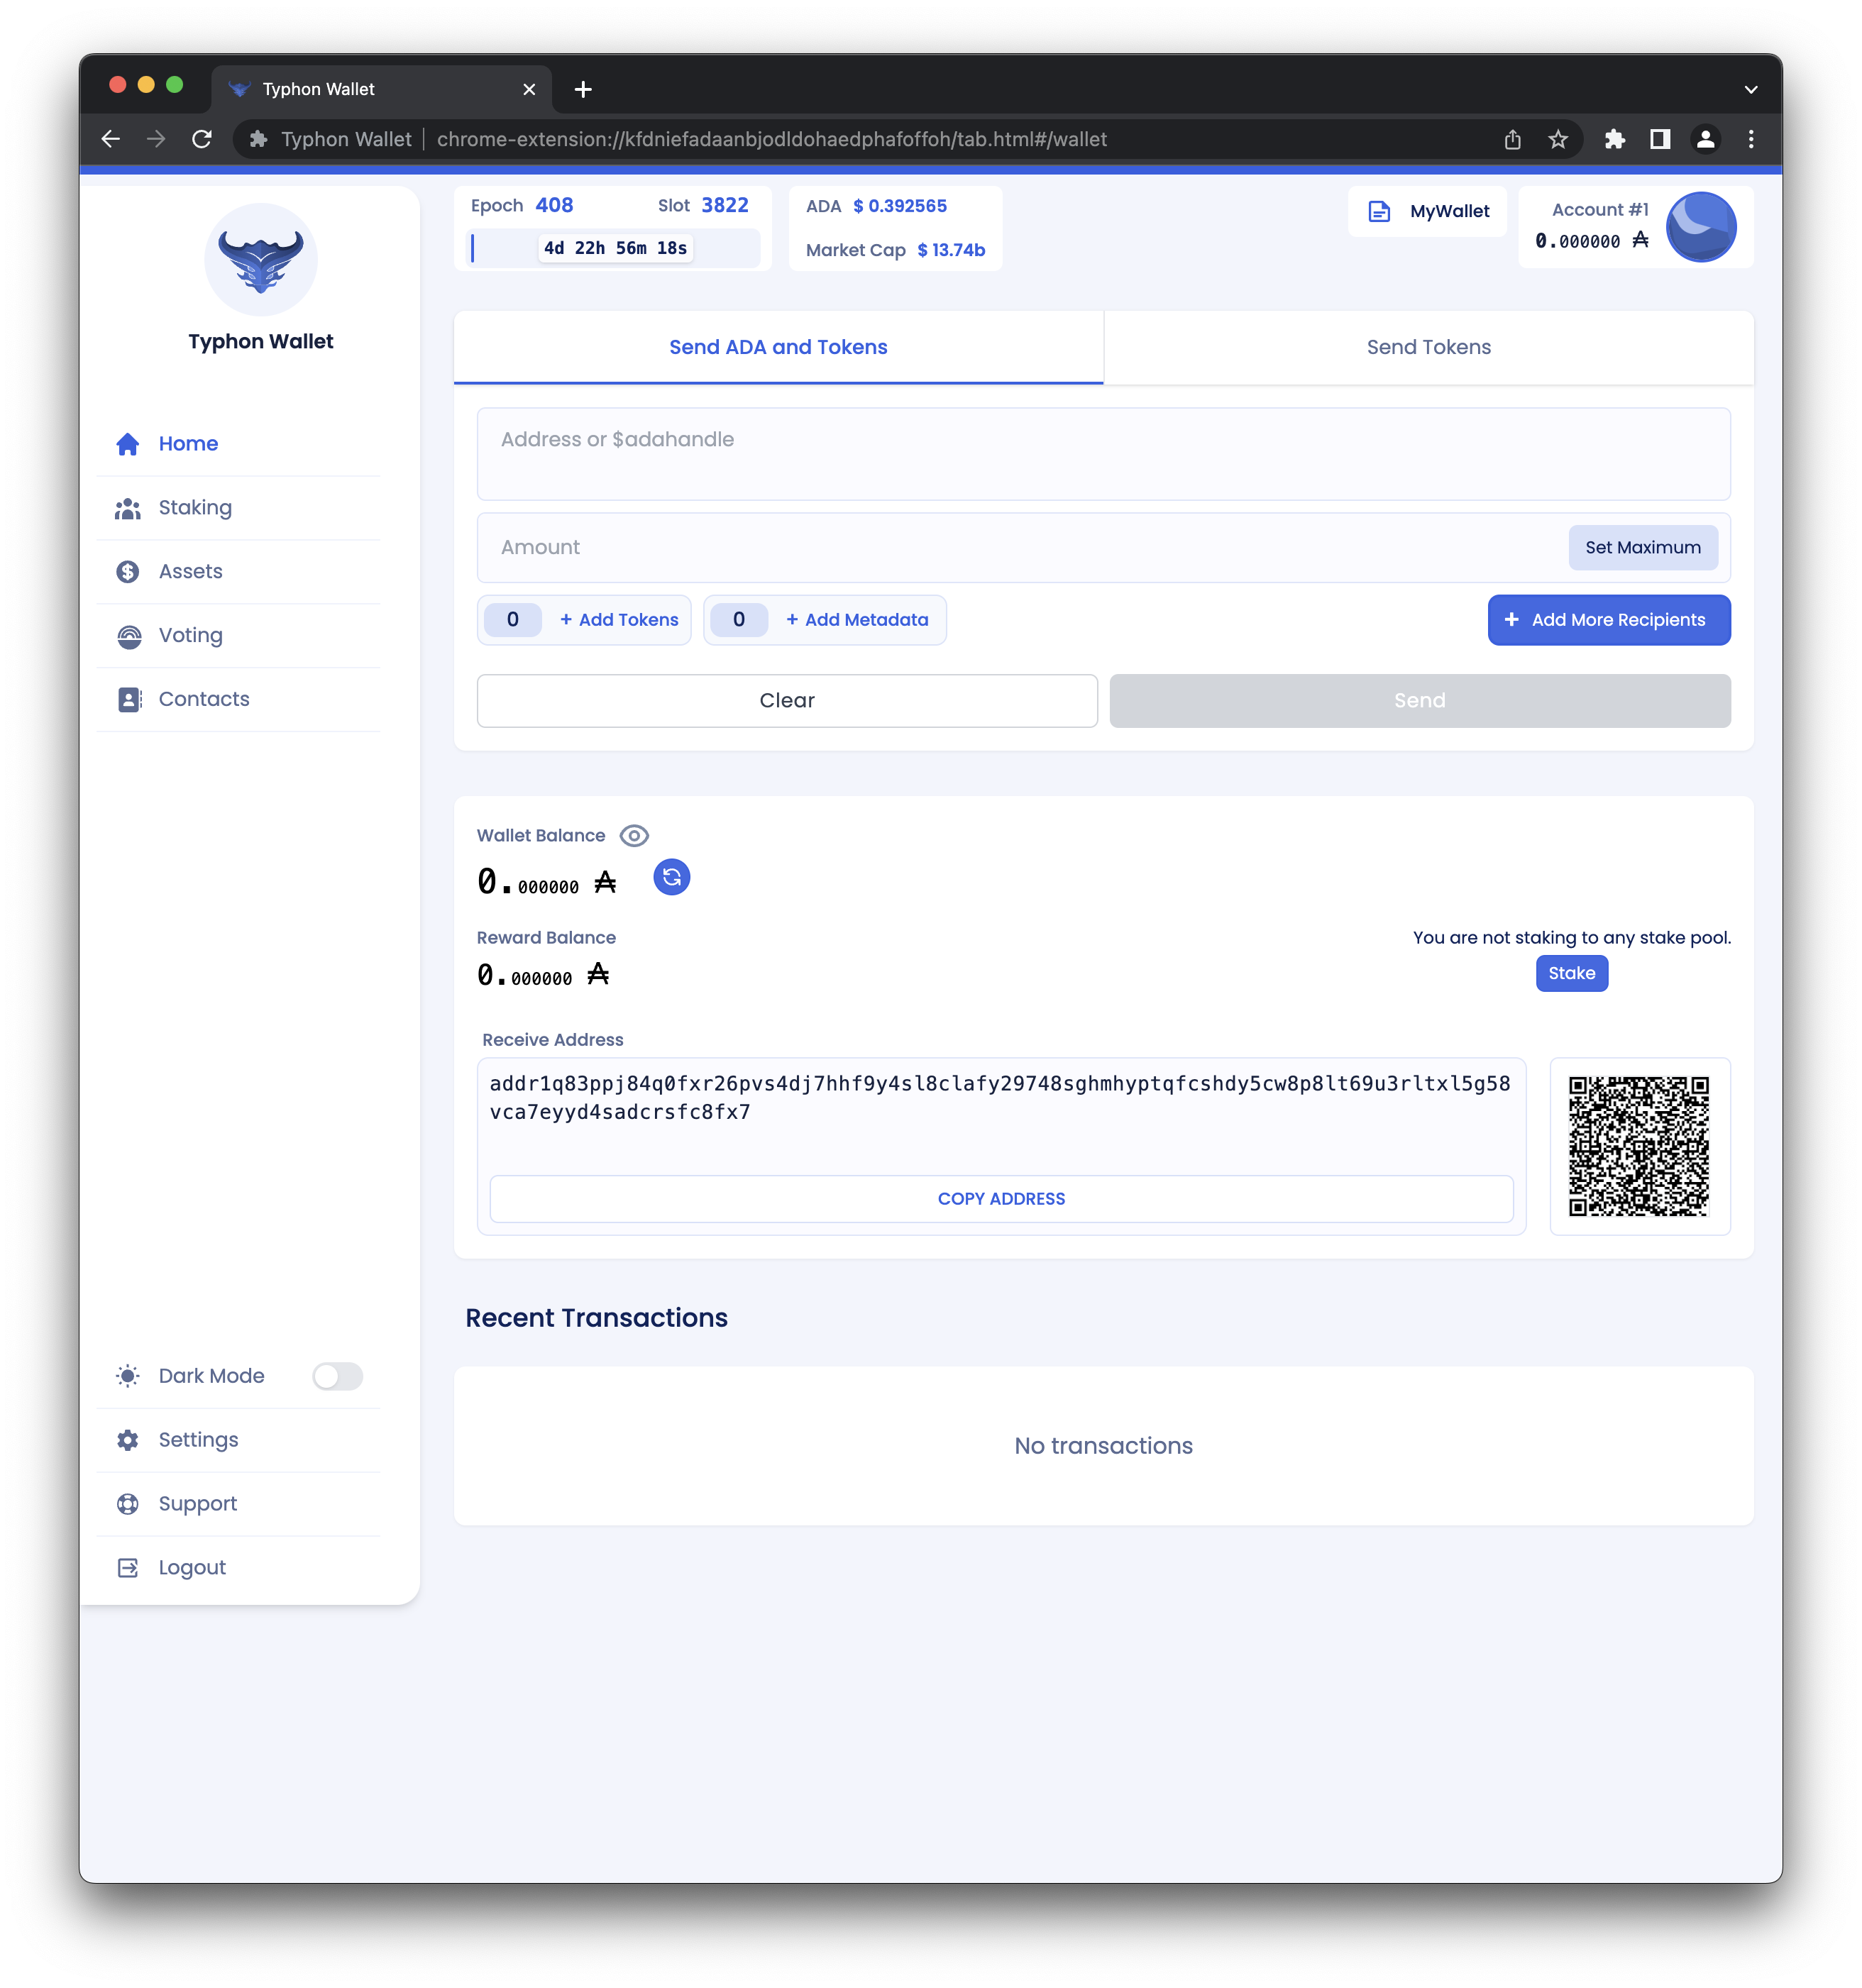 Typhon Wallet
Typhon Wallet | chrome-extension://kfdniefadaanbjodldohaedphafoffoh/tab.html#/wallet
Typhon Wallet
Home
Staking
Assets
Voting
Contacts
Dark Mode
Settings
Support
Logout
Epoch 408 Slot 3822
4d 22h 56m 18s
ADA $ 0.392565
Market Cap $ 13.74b
MyWallet
Account #1
0.000000 ₳
Send ADA and Tokens
Send Tokens
Address or $adahandle
Amount
Set Maximum
0 + Add Tokens
0 + Add Metadata
+ Add More Recipients
Clear
Send
Wallet Balance
0.000000 ₳
Reward Balance
0.000000 ₳
You are not staking to any stake pool.
Stake
Receive Address
addr1q83ppj84q0fxr26pvs4dj7hhf9y4sl8clafy29748sghmhyptqfcshdy5cw8p8lt69u3rltxl5g58
vca7eyyd4sadcrsfc8fx7
COPY ADDRESS
Recent Transactions
No transactions